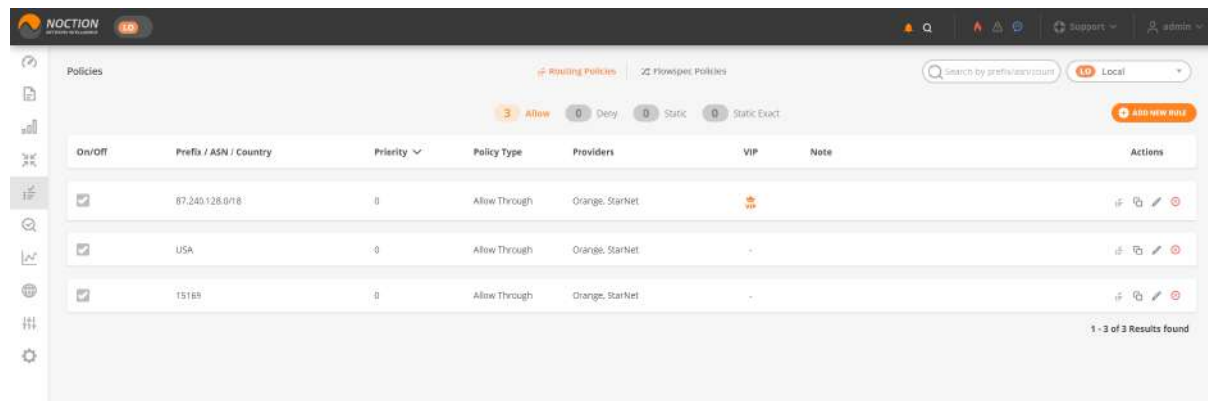 NOCTION LO Support admin
Policies Routing Policies Flowspec Policies Search by prefix/asn/count LO Local
3 Allow 0 Deny 0 Static 0 Static Exact ADD NEW RULE
On/Off Prefix / ASN / Country Priority Policy Type Providers VIP Note Actions
87.240.128.0/18 0 Allow Through Orange, StarNet VIP
USA 0 Allow Through Orange, StarNet -
15169 0 Allow Through Orange, StarNet -
1 - 3 of 3 Results found